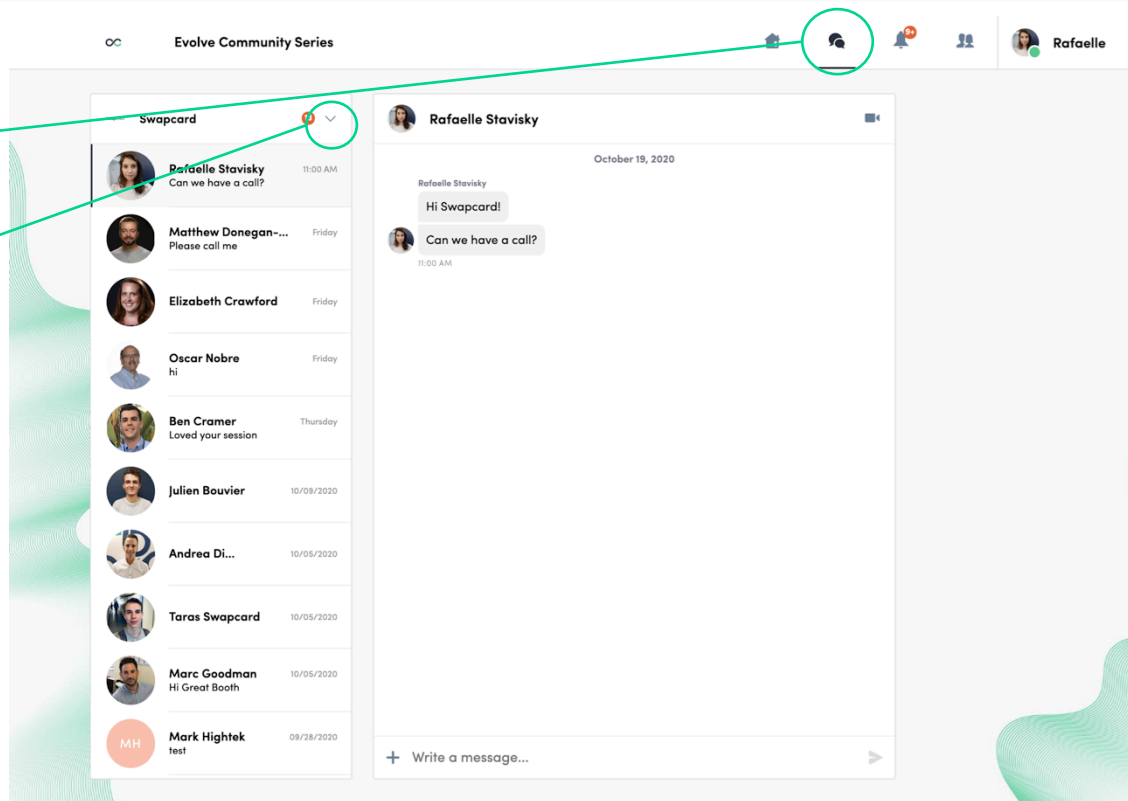 Evolve Community Series
9+
Rafaelle
Swapcard
Rafaelle Stavisky
11:00 AM
Can we have a call?
Matthew Donegan-...
Friday
Please call me
Elizabeth Crawford
Friday
Oscar Nobre
Friday
hi
Ben Cramer
Thursday
Loved your session
Julien Bouvier
10/09/2020
Andrea Di...
10/05/2020
Taras Swapcard
10/05/2020
Marc Goodman
10/05/2020
Hi Great Booth
MH
Mark Hightek
09/28/2020
test
Rafaelle Stavisky
October 19, 2020
Rafaelle Stavisky
Hi Swapcard!
Can we have a call?
11:00 AM
+ Write a message...